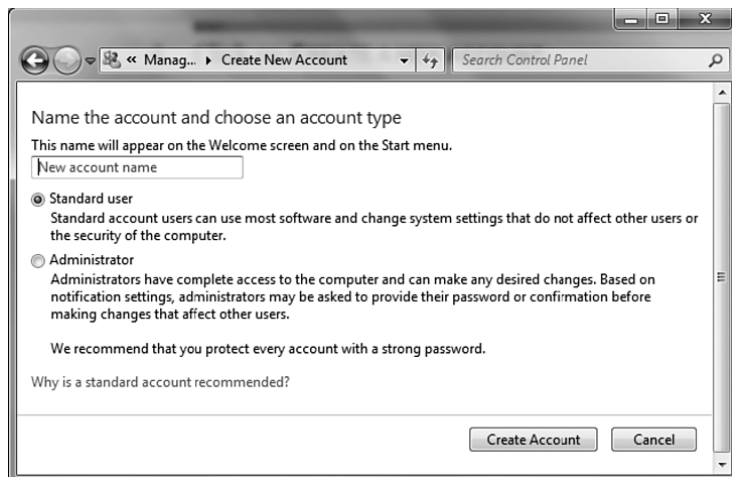 « Manag... ▸ Create New Account
Search Control Panel
Name the account and choose an account type
This name will appear on the Welcome screen and on the Start menu.
New account name
Standard user
Standard account users can use most software and change system settings that do not affect other users or
the security of the computer.
Administrator
Administrators have complete access to the computer and can make any desired changes. Based on
notification settings, administrators may be asked to provide their password or confirmation before
making changes that affect other users.
We recommend that you protect every account with a strong password.
Why is a standard account recommended?
Create Account
Cancel